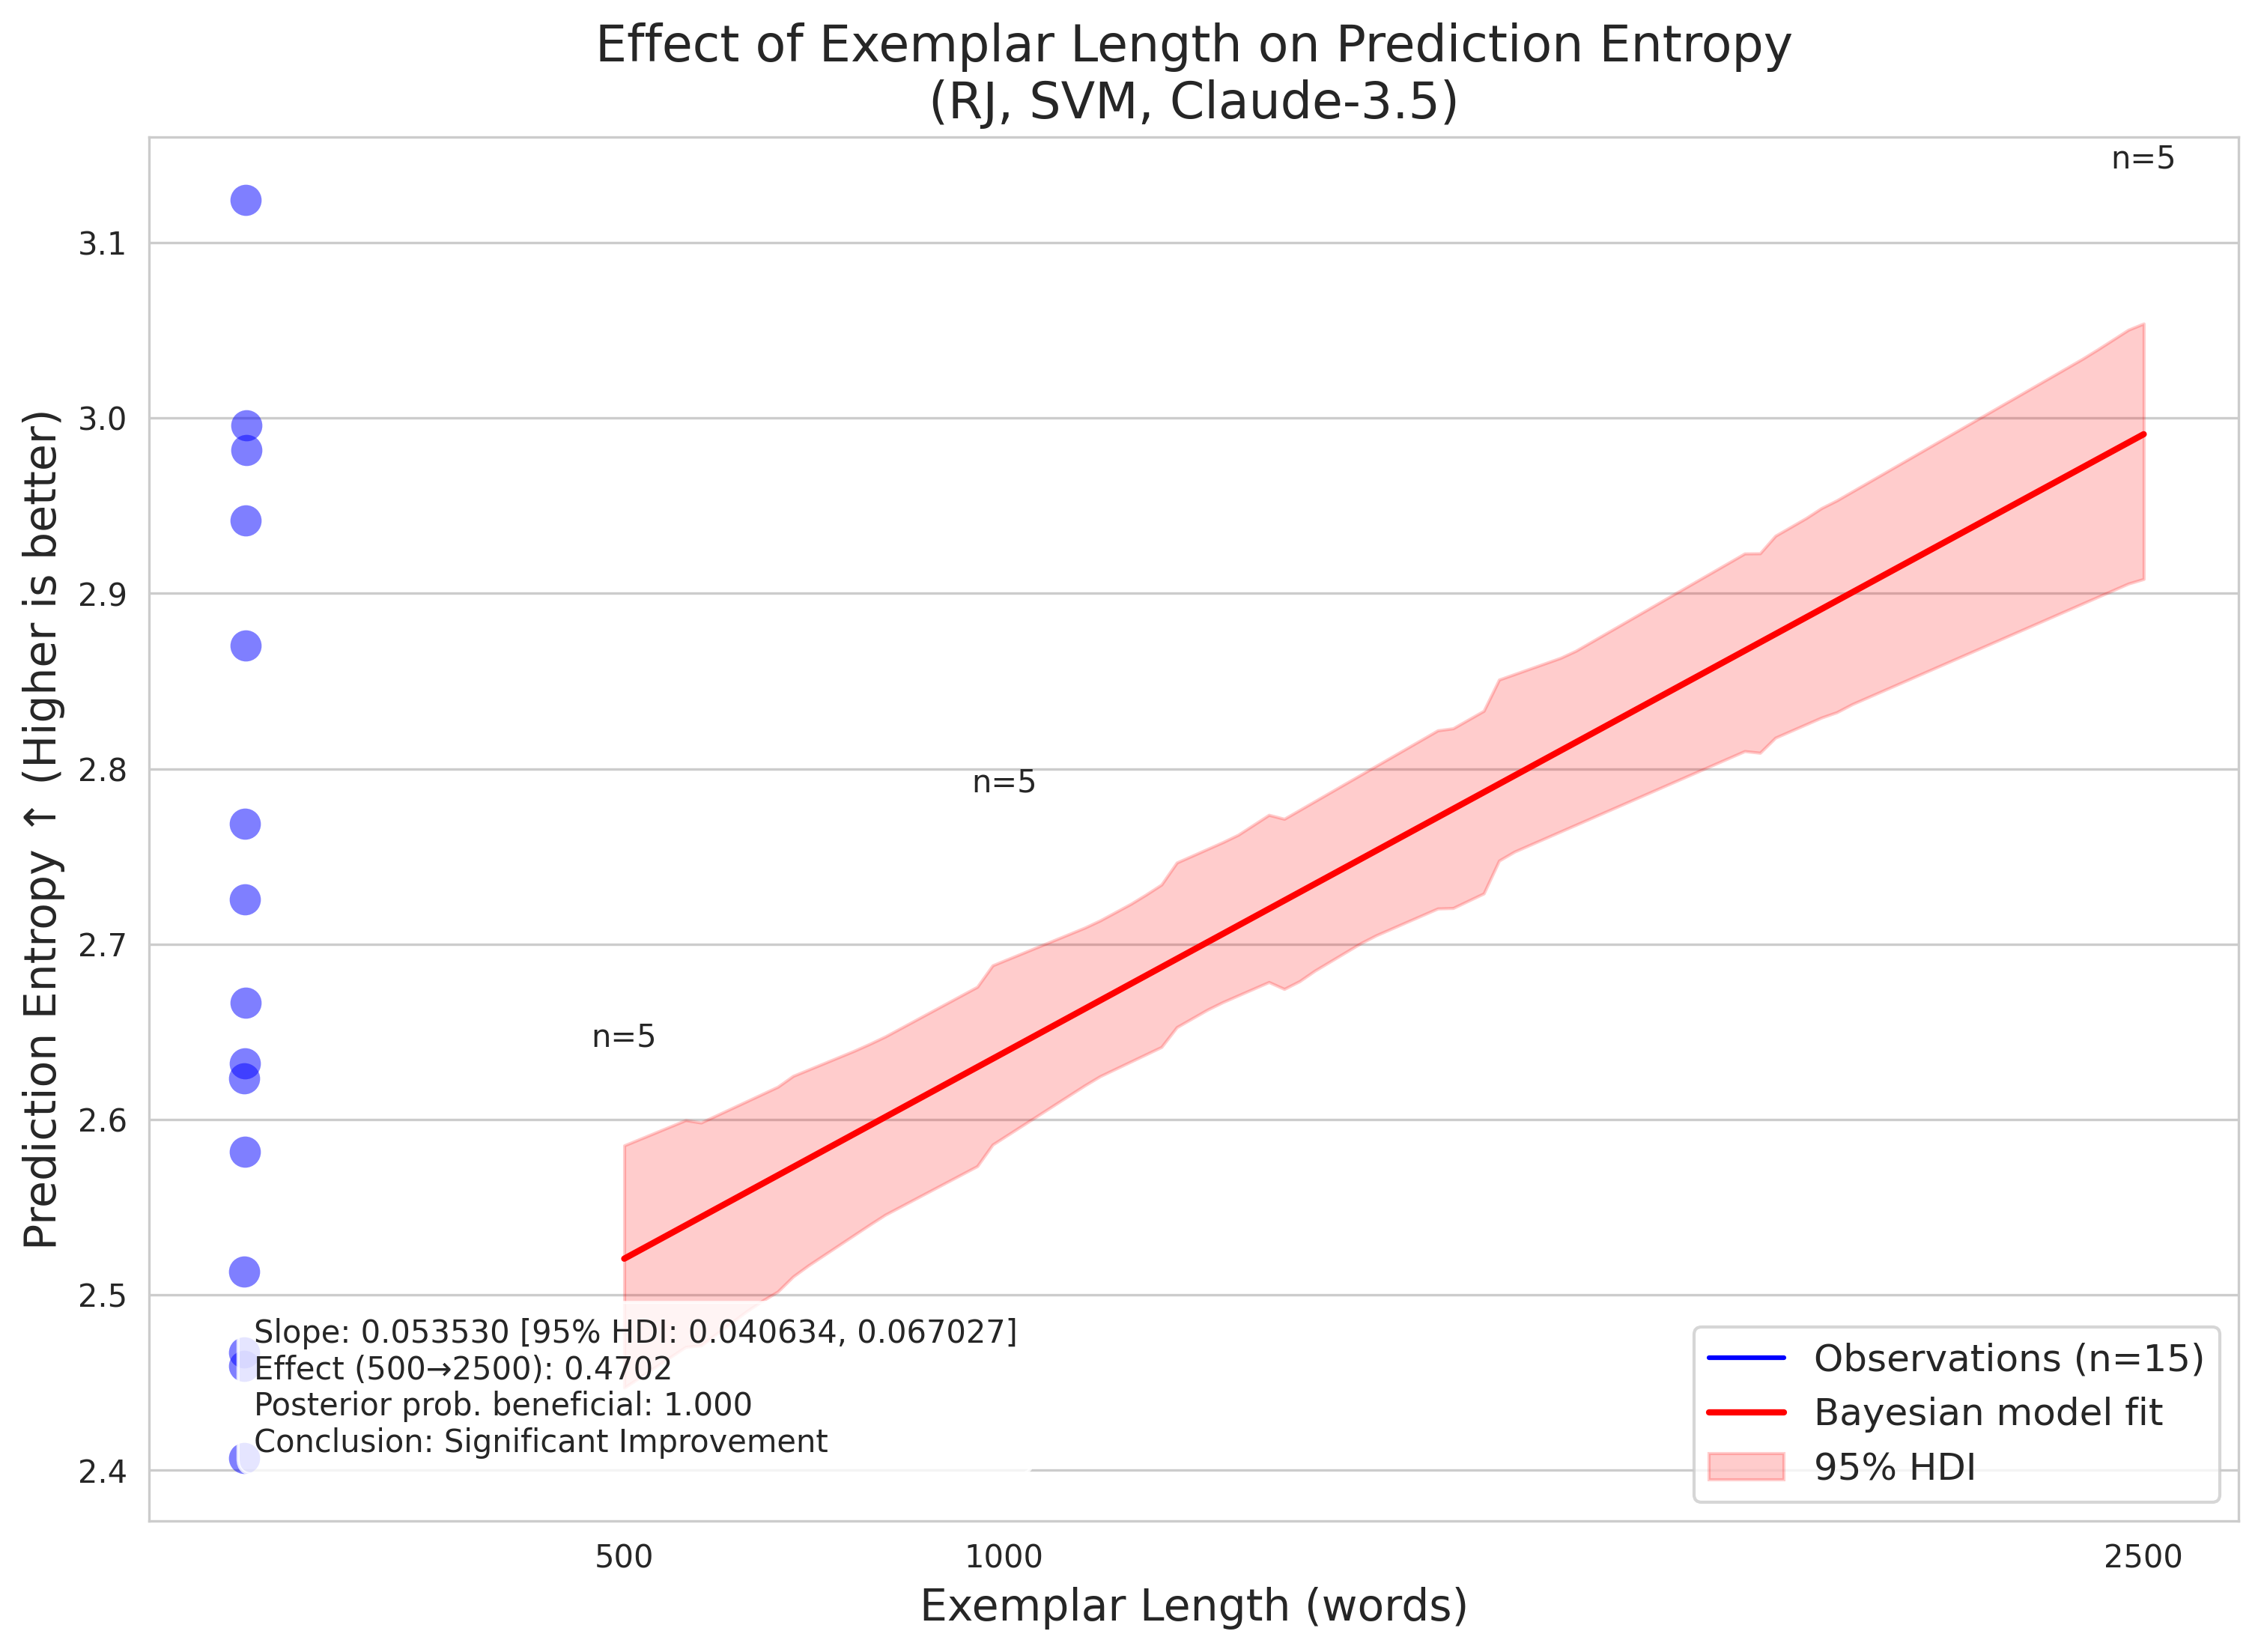 Effect of Exemplar Length on Prediction Entropy
(RJ, SVM, Claude-3.5)
Prediction Entropy ↑ (Higher is better)
3.1
3.0
2.9
2.8
2.7
2.6
2.5
2.4
n=5
n=5
n=5
Slope: 0.053530 [95% HDI: 0.040634, 0.067027]
Effect (500→2500): 0.4702
Posterior prob. beneficial: 1.000
Conclusion: Significant Improvement
Observations (n=15)
Bayesian model fit
95% HDI
500
1000
2500
Exemplar Length (words)